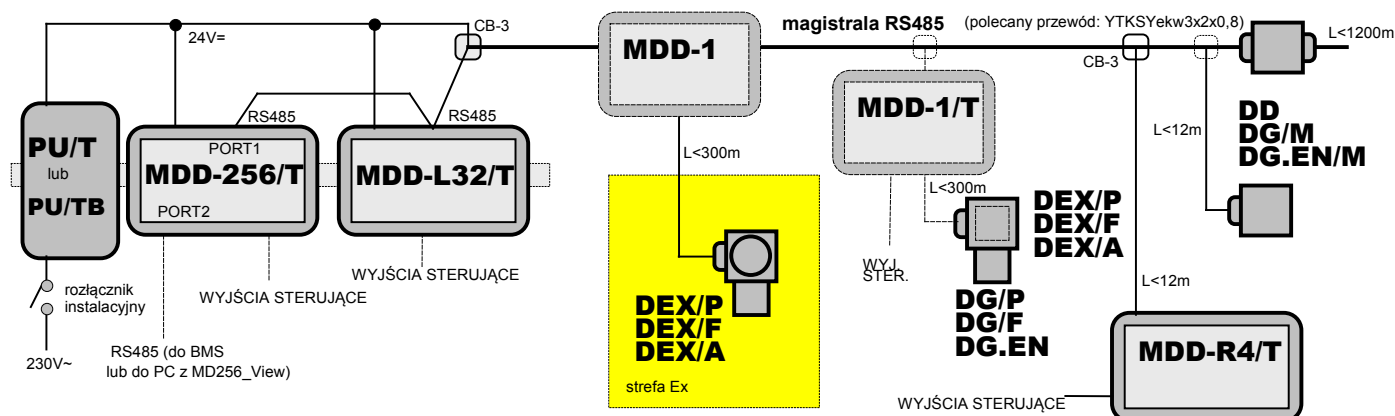 24V=
CB-3
magistrala RS485
(polecany przewód: YTKSYekw3x2x0,8)
L<1200m
MDD-1
CB-3
PU/T
lub
PU/TB
RS485
PORT1
MDD-256/T
PORT2
RS485
MDD-L32/T
MDD-1/T
L<12m
DD
DG/M
DG.EN/M
L<300m
L<300m
DEX/P
DEX/F
DEX/A
WYJ.
STER.
WYJŚCIA STERUJĄCE
WYJŚCIA STERUJĄCE
rozłącznik
instalacyjny
230V~
RS485 (do BMS
lub do PC z MD256_View)
DEX/P
DEX/F
DEX/A
strefa Ex
DG/P
DG/F
DG.EN
L<12m
MDD-R4/T
WYJŚCIA STERUJĄCE